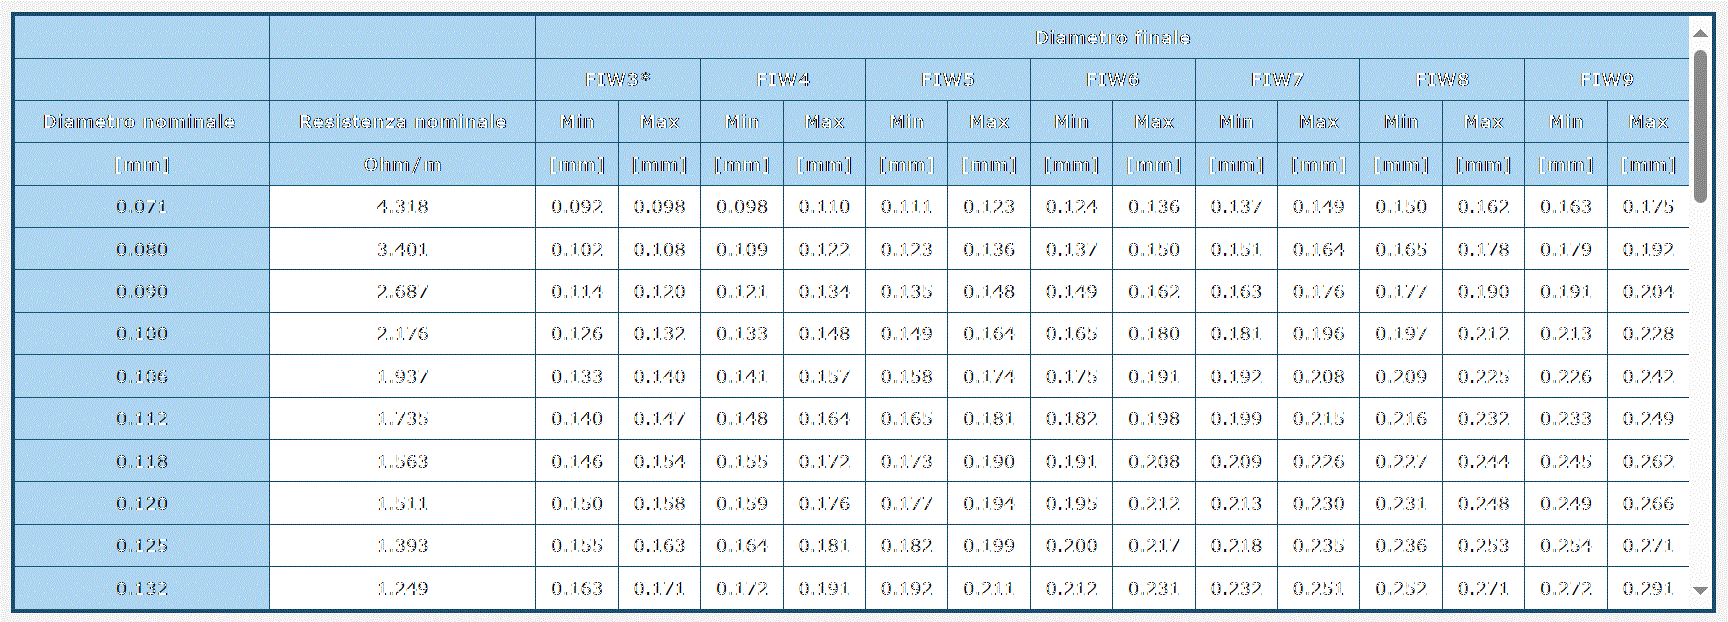 Diametro finale
FIW3* FIW4 FIW5 FIW6 FIW7 FIW8 FIW9
Diametro nominale Resistenza nominale Min Max Min Max Min Max Min Max Min Max Min Max Min Max
[mm] Ohm/m [mm] [mm] [mm] [mm] [mm] [mm] [mm] [mm] [mm] [mm] [mm] [mm] [mm] [mm]
0.071 4.318 0.092 0.098 0.098 0.110 0.111 0.123 0.124 0.136 0.137 0.149 0.150 0.162 0.163 0.175
0.080 3.401 0.102 0.108 0.109 0.122 0.123 0.136 0.137 0.150 0.151 0.164 0.165 0.178 0.179 0.192
0.090 2.687 0.114 0.120 0.121 0.134 0.135 0.148 0.149 0.162 0.163 0.176 0.177 0.190 0.191 0.204
0.100 2.176 0.126 0.132 0.133 0.148 0.149 0.164 0.165 0.180 0.181 0.196 0.197 0.212 0.213 0.228
0.106 1.937 0.133 0.140 0.141 0.157 0.158 0.174 0.175 0.191 0.192 0.208 0.209 0.225 0.226 0.242
0.112 1.735 0.140 0.147 0.148 0.164 0.165 0.181 0.182 0.198 0.199 0.215 0.216 0.232 0.233 0.249
0.118 1.563 0.146 0.154 0.155 0.172 0.173 0.190 0.191 0.208 0.209 0.226 0.227 0.244 0.245 0.262
0.120 1.511 0.150 0.158 0.159 0.176 0.177 0.194 0.195 0.212 0.213 0.230 0.231 0.248 0.249 0.266
0.125 1.393 0.155 0.163 0.164 0.181 0.182 0.199 0.200 0.217 0.218 0.235 0.236 0.253 0.254 0.271
0.132 1.249 0.163 0.171 0.172 0.191 0.192 0.211 0.212 0.231 0.232 0.251 0.252 0.271 0.272 0.291